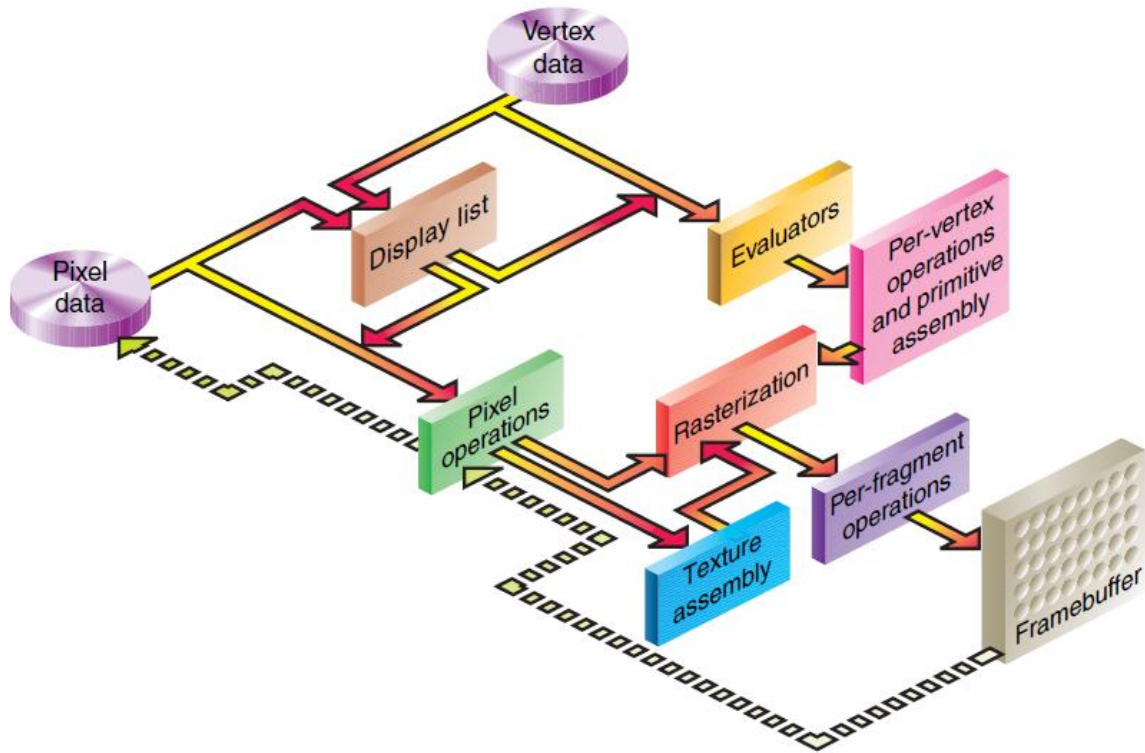 Vertex
data
Display list
Evaluators
Per-vertex
operations
and primitive
assembly
Pixel
data
Pixel
operations
Rasterization
Per-fragment
operations
Texture
assembly
Framebuffer